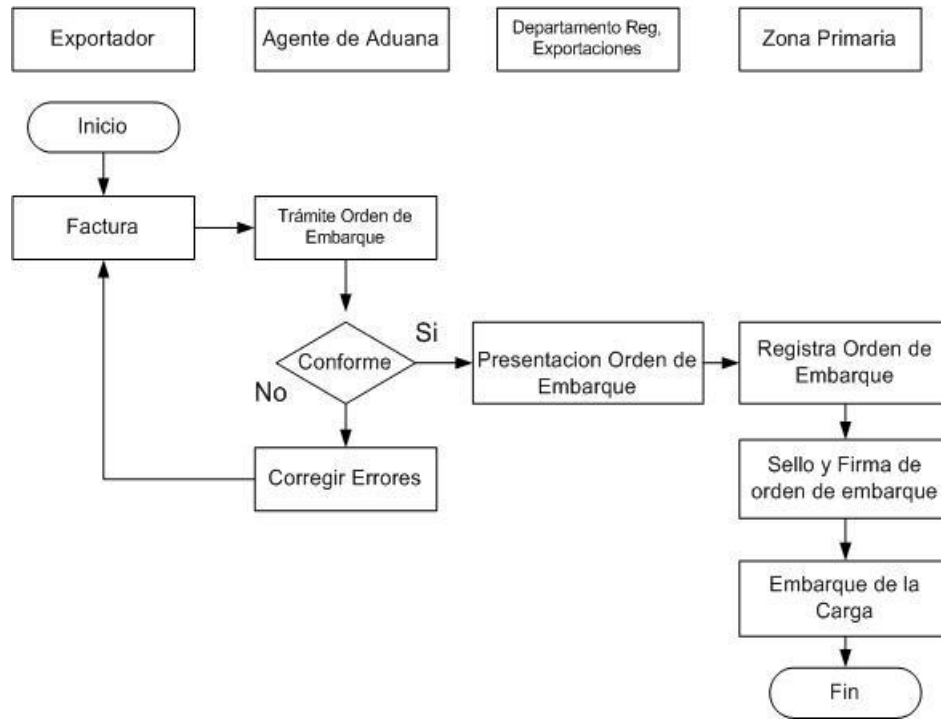 Exportador
Agente de Aduana
Departamento Reg,
Exportaciones
Zona Primaria
Inicio
Factura
Trámite Orden de
Embarque
Conforme
Si
No
Presentacion Orden de
Embarque
Registra Orden de
Embarque
Corregir Errores
Sello y Firma de
orden de embarque
Embarque de la
Carga
Fin